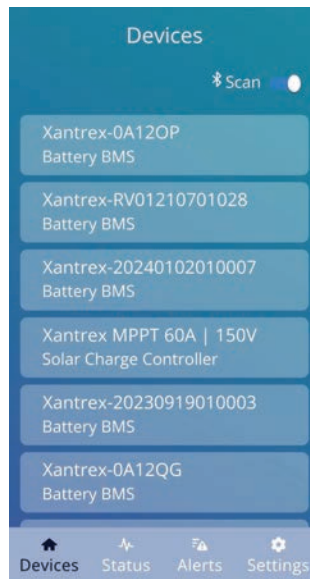 Devices
Scan
Xantrex-0A12OP
Battery BMS
Xantrex-RV01210701028
Battery BMS
Xantrex-20240102010007
Battery BMS
Xantrex MPPT 60A | 150V
Solar Charge Controller
Xantrex-20230919010003
Battery BMS
Xantrex-0A12QG
Battery BMS
Devices Status Alerts Settings